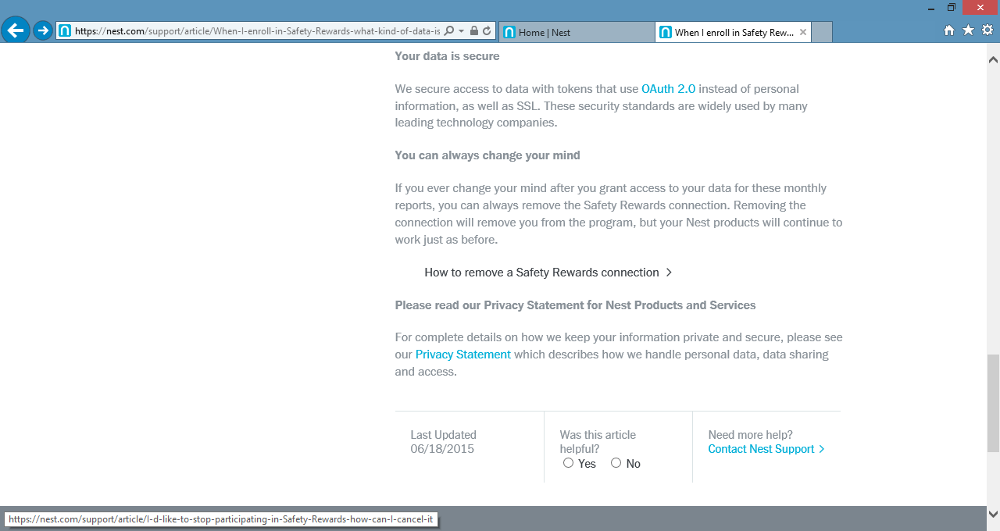 https://nest.com/support/article/When-I-enroll-in-Safety-Rewards-what-kind-of-data-is
Home | Nest
When I enroll in Safety Rew...
Your data is secure
We secure access to data with tokens that use OAuth 2.0 instead of personal
information, as well as SSL. These security standards are widely used by many
leading technology companies.
You can always change your mind
If you ever change your mind after you grant access to your data for these monthly
reports, you can always remove the Safety Rewards connection. Removing the
connection will remove you from the program, but your Nest products will continue to
work just as before.
How to remove a Safety Rewards connection >
Please read our Privacy Statement for Nest Products and Services
For complete details on how we keep your information private and secure, please see
our Privacy Statement which describes how we handle personal data, data sharing
and access.
Last Updated
06/18/2015
Was this article
helpful?
Yes No
Need more help?
Contact Nest Support >
https://nest.com/support/article/I-d-like-to-stop-participating-in-Safety-Rewards-how-can-I-cancel-it